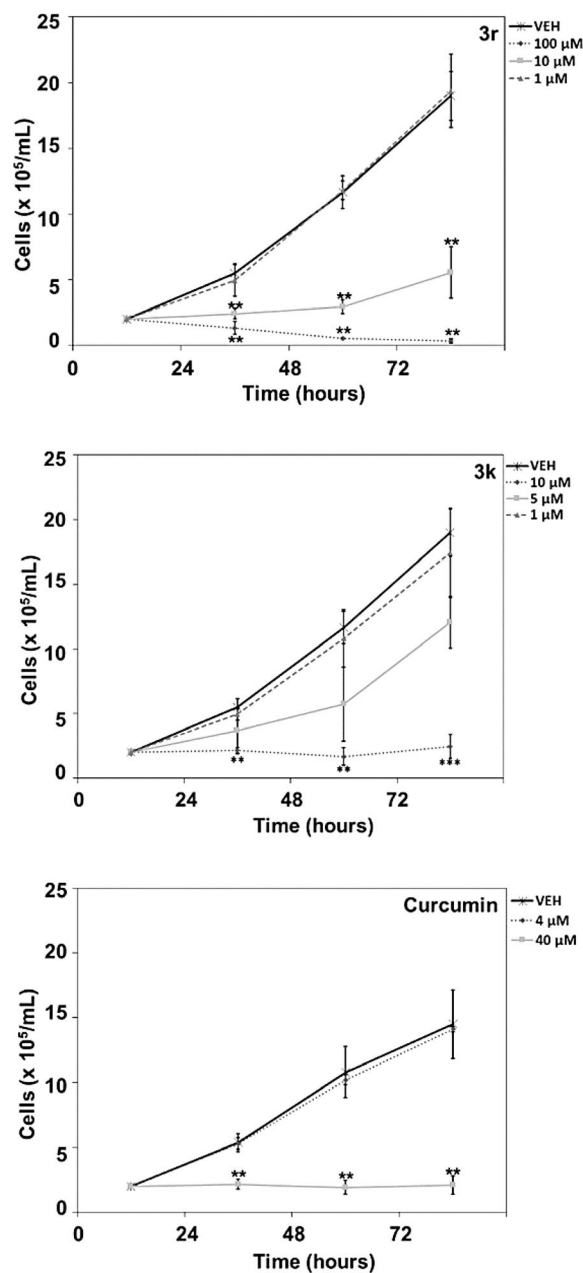 25
20
15
10
5
0
Cells (x 10⁵/mL)
3r
VEH
100 µM
10 µM
1 µM
**
**
**
**
**
**
0
24
48
72
Time (hours)
25
20
15
10
5
0
Cells (x 10⁵/mL)
3k
VEH
10 µM
5 µM
1 µM
**
**
***
0
24
48
72
Time (hours)
25
20
15
10
5
0
Cells (x 10⁵/mL)
Curcumin
VEH
4 µM
40 µM
**
**
**
0
24
48
72
Time (hours)